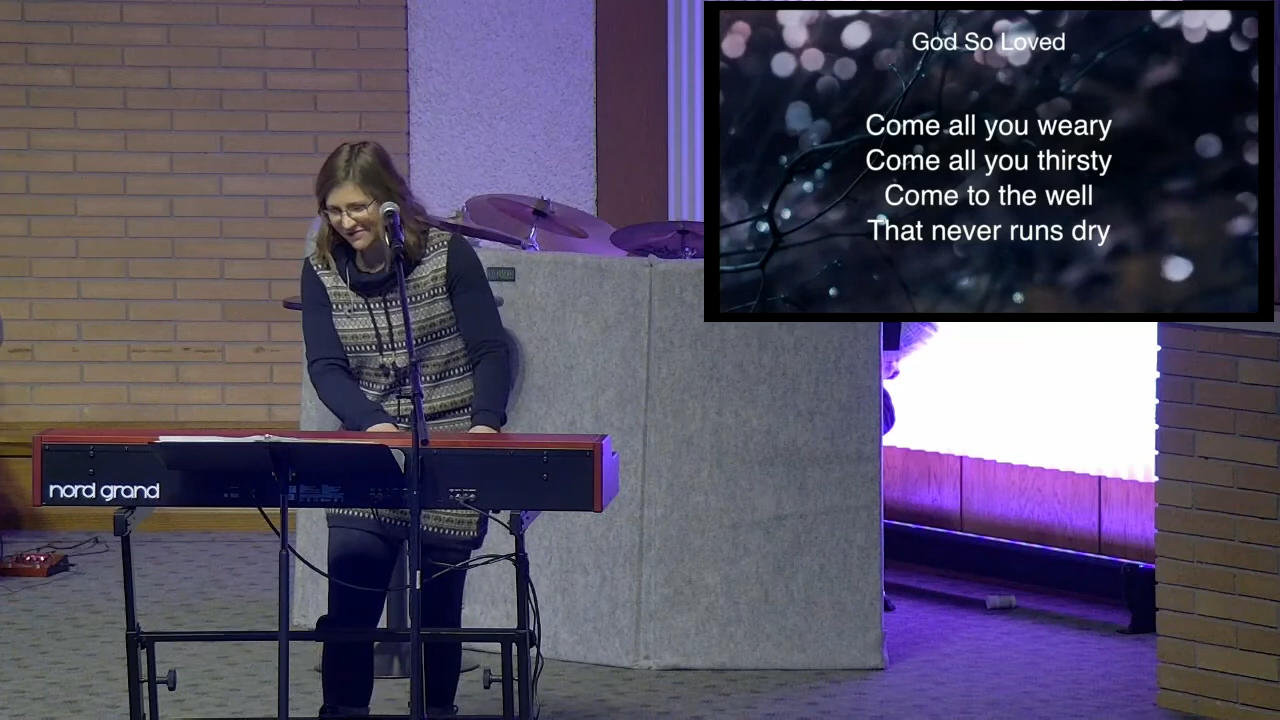 God So Loved
Come all you weary
Come all you thirsty
Come to the well
That never runs dry
nord grand